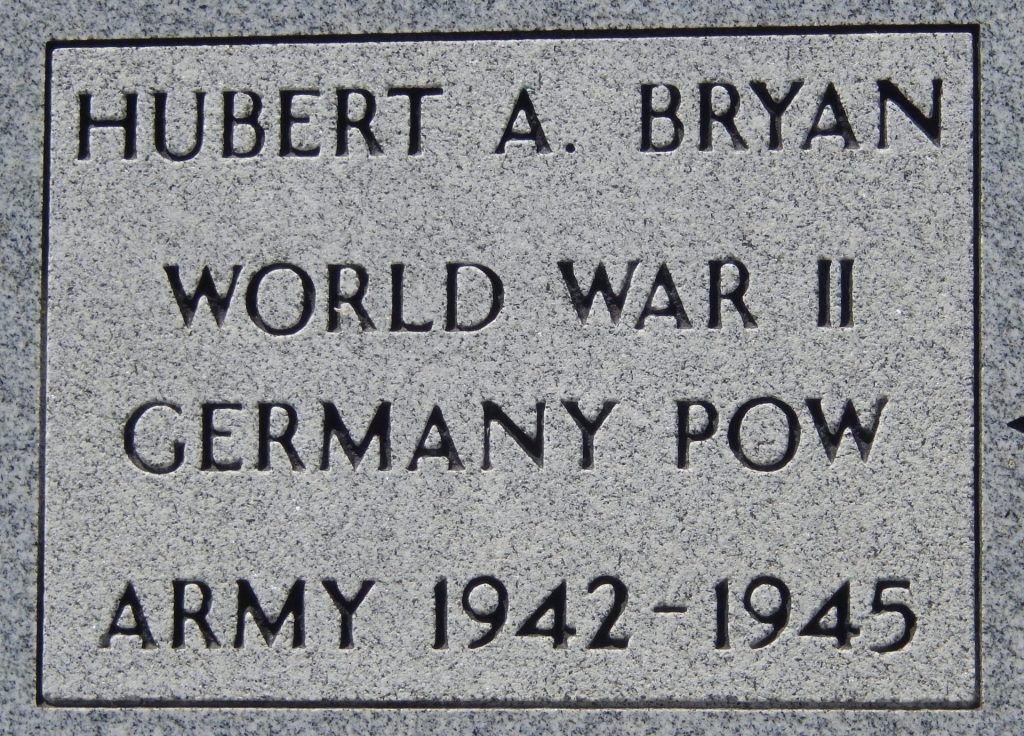 HUBERT A. BRYAN
WORLD WAR II
GERMANY POW
ARMY 1942-1945